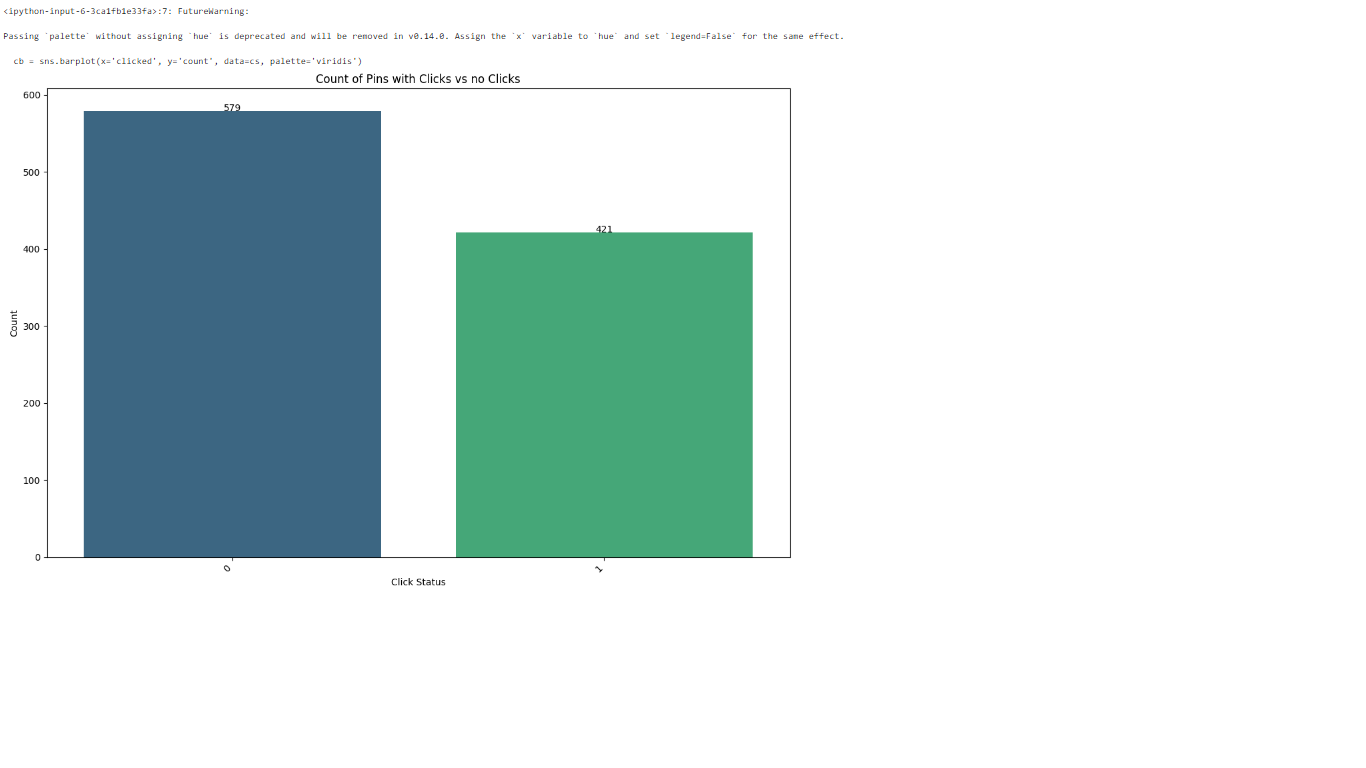 <ipython-input-6-3ca1fb1e33fa>:7: FutureWarning:
Passing `palette` without assigning `hue` is deprecated and will be removed in v0.14.0. Assign the `x` variable to `hue` and set `legend=False` for the same effect.
cb = sns.barplot(x='clicked', y='count', data=cs, palette='viridis')
Count of Pins with Clicks vs no Clicks
600
579
500
421
400
Count
300
200
100
0
0
1
Click Status